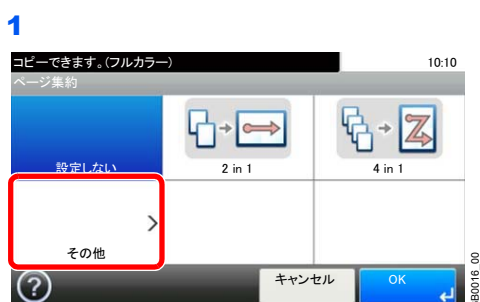 1
コピーできます。(フルカラー)
10:10
ページ集約
設定しない
2 in 1
4 in 1
その他
?
キャンセル
OK
B0016_00